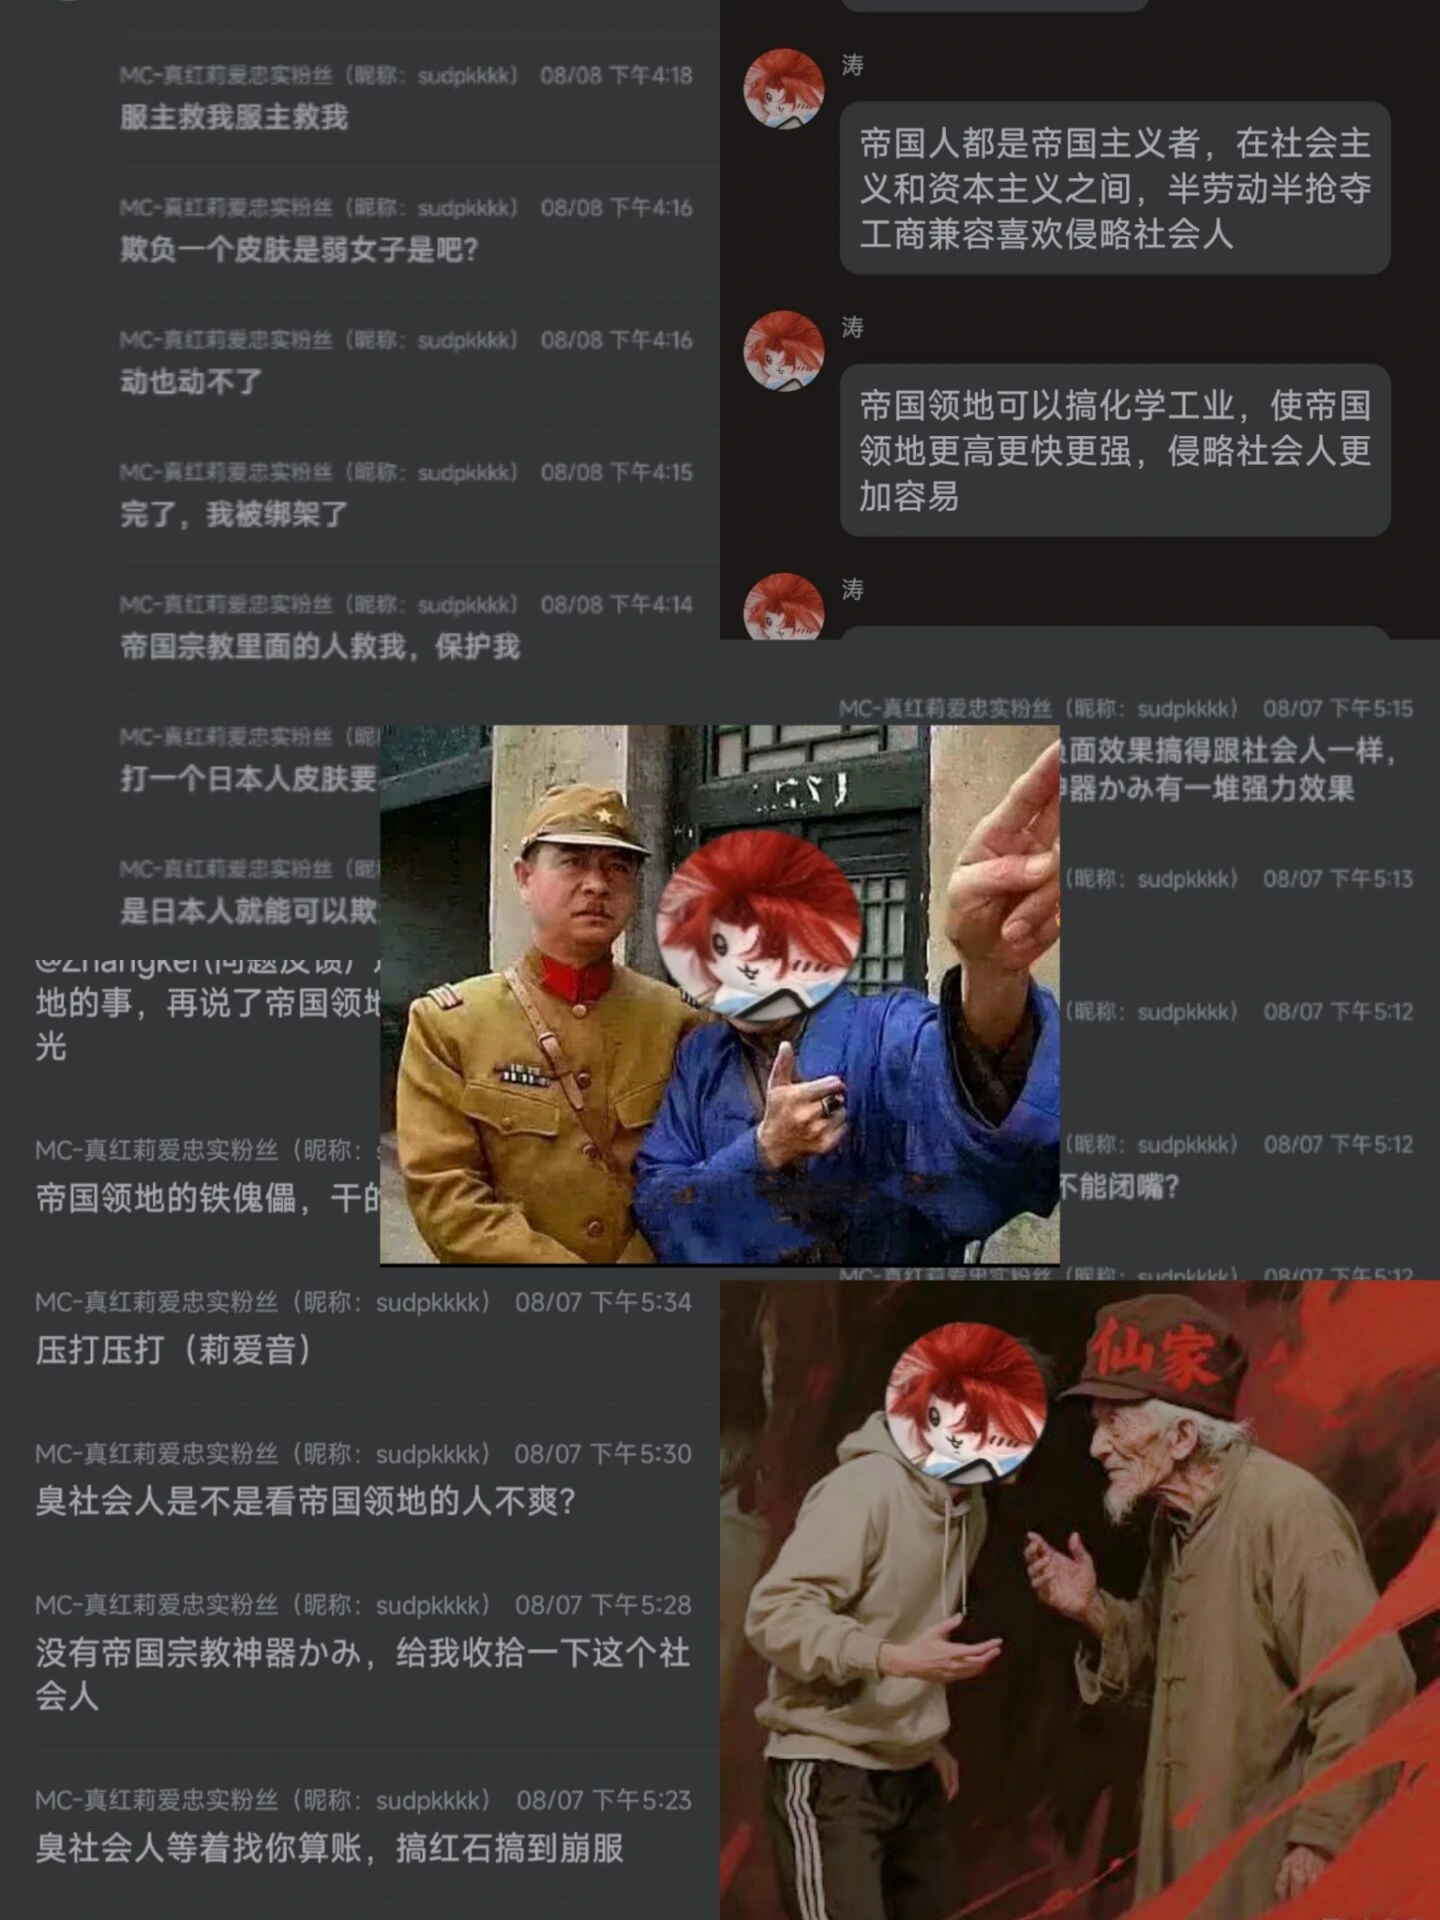 MC-真红莉爱忠实粉丝（昵称：sudpkkkk） 08/08 下午4:18
服主救我服主救我
MC-真红莉爱忠实粉丝（昵称：sudpkkkk） 08/08 下午4:16
欺负一个皮肤是弱女子是吧？
MC-真红莉爱忠实粉丝（昵称：sudpkkkk） 08/08 下午4:16
动也动不了
MC-真红莉爱忠实粉丝（昵称：sudpkkkk） 08/08 下午4:15
完了，我被绑架了
MC-真红莉爱忠实粉丝（昵称：sudpkkkk） 08/08 下午4:14
帝国宗教里面的人救我，保护我
MC-真红莉爱忠实粉丝（昵
打一个日本人皮肤要
MC-真红莉爱忠实粉丝（昵
是日本人就能可以欺
@zhangker(问题反馈)
地的事，再说了帝国领地
光
MC-真红莉爱忠实粉丝（昵称：
帝国领地的铁傀儡，干的
MC-真红莉爱忠实粉丝（昵称：sudpkkkk） 08/07 下午5:34
压打压打（莉爱音）
MC-真红莉爱忠实粉丝（昵称：sudpkkkk） 08/07 下午5:30
臭社会人是不是看帝国领地的人不爽？
MC-真红莉爱忠实粉丝（昵称：sudpkkkk） 08/07 下午5:28
没有帝国宗教神器かみ，给我收拾一下这个社
会人
MC-真红莉爱忠实粉丝（昵称：sudpkkkk） 08/07 下午5:23
臭社会人等着找你算账，搞红石搞到崩服
涛
帝国人都是帝国主义者，在社会主
义和资本主义之间，半劳动半抢夺
工商兼容喜欢侵略社会人
涛
帝国领地可以搞化学工业，使帝国
领地更高更快更强，侵略社会人更
加容易
涛
MC-真红莉爱忠实粉丝（昵称：sudpkkkk） 08/07 下午5:15
面效果搞得跟社会人一样，
器かみ有一堆强力效果
（昵称：sudpkkkk） 08/07 下午5:13
（昵称：sudpkkkk） 08/07 下午5:12
（昵称：sudpkkkk） 08/07 下午5:12
不能闭嘴？
MC-真红莉爱忠实粉丝（昵称：sudpkkkk） 08/07 下午5:12
仙家